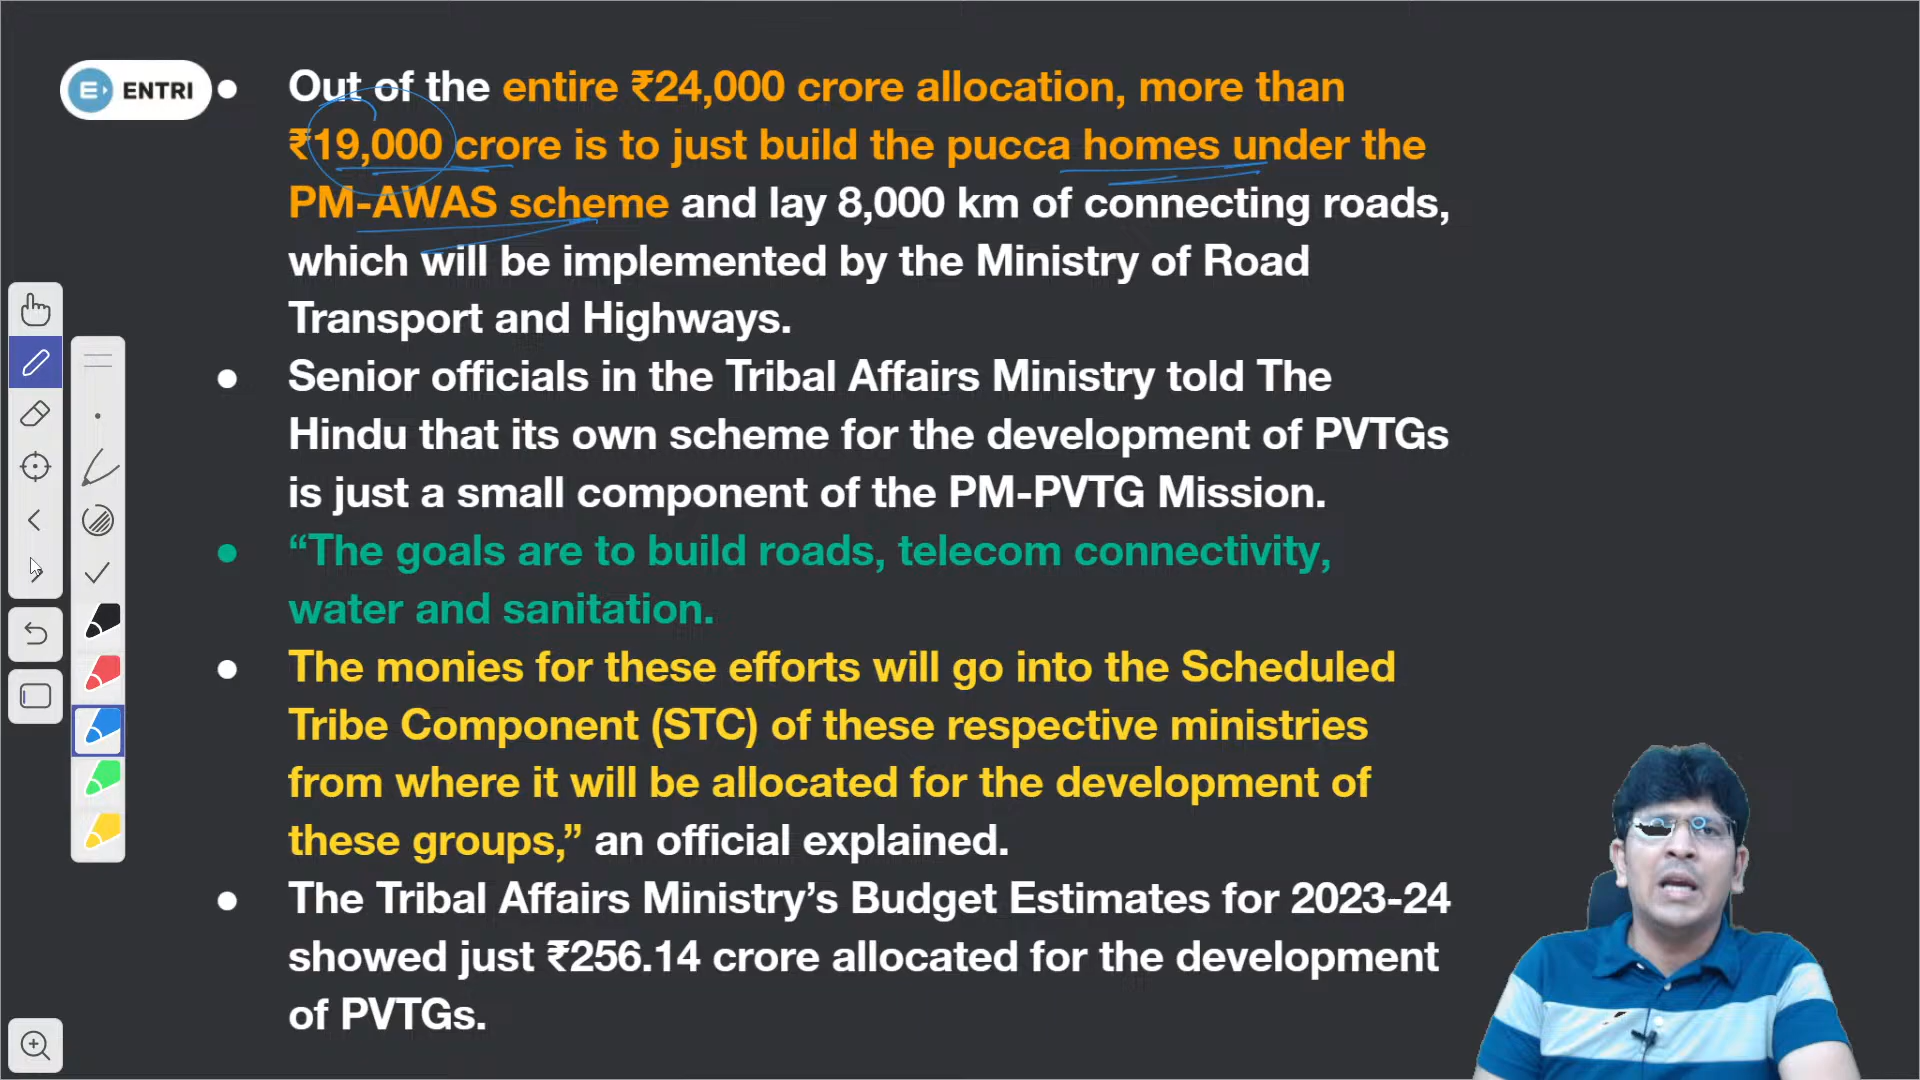 ENTRI
Out of the entire ₹24,000 crore allocation, more than
₹19,000 crore is to just build the pucca homes under the
PM-AWAS scheme and lay 8,000 km of connecting roads,
which will be implemented by the Ministry of Road
Transport and Highways.
Senior officials in the Tribal Affairs Ministry told The
Hindu that its own scheme for the development of PVTGs
is just a small component of the PM-PVTG Mission.
“The goals are to build roads, telecom connectivity,
water and sanitation.
The monies for these efforts will go into the Scheduled
Tribe Component (STC) of these respective ministries
from where it will be allocated for the development of
these groups,” an official explained.
The Tribal Affairs Ministry’s Budget Estimates for 2023-24
showed just ₹256.14 crore allocated for the development
of PVTGs.